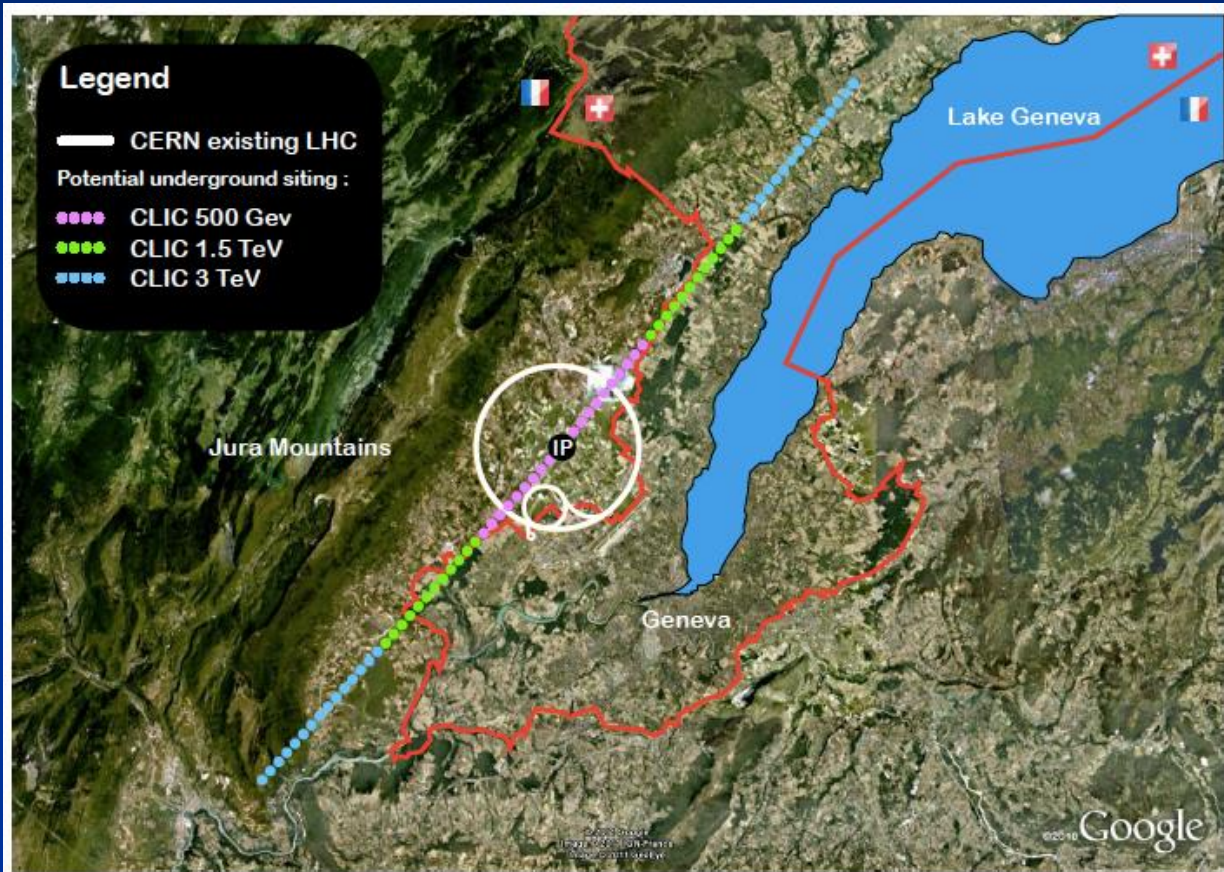 Legend
CERN existing LHC
Potential underground siting :
CLIC 500 Gev
CLIC 1.5 TeV
CLIC 3 TeV
Lake Geneva
Jura Mountains
IP
Geneva
©2010 Google